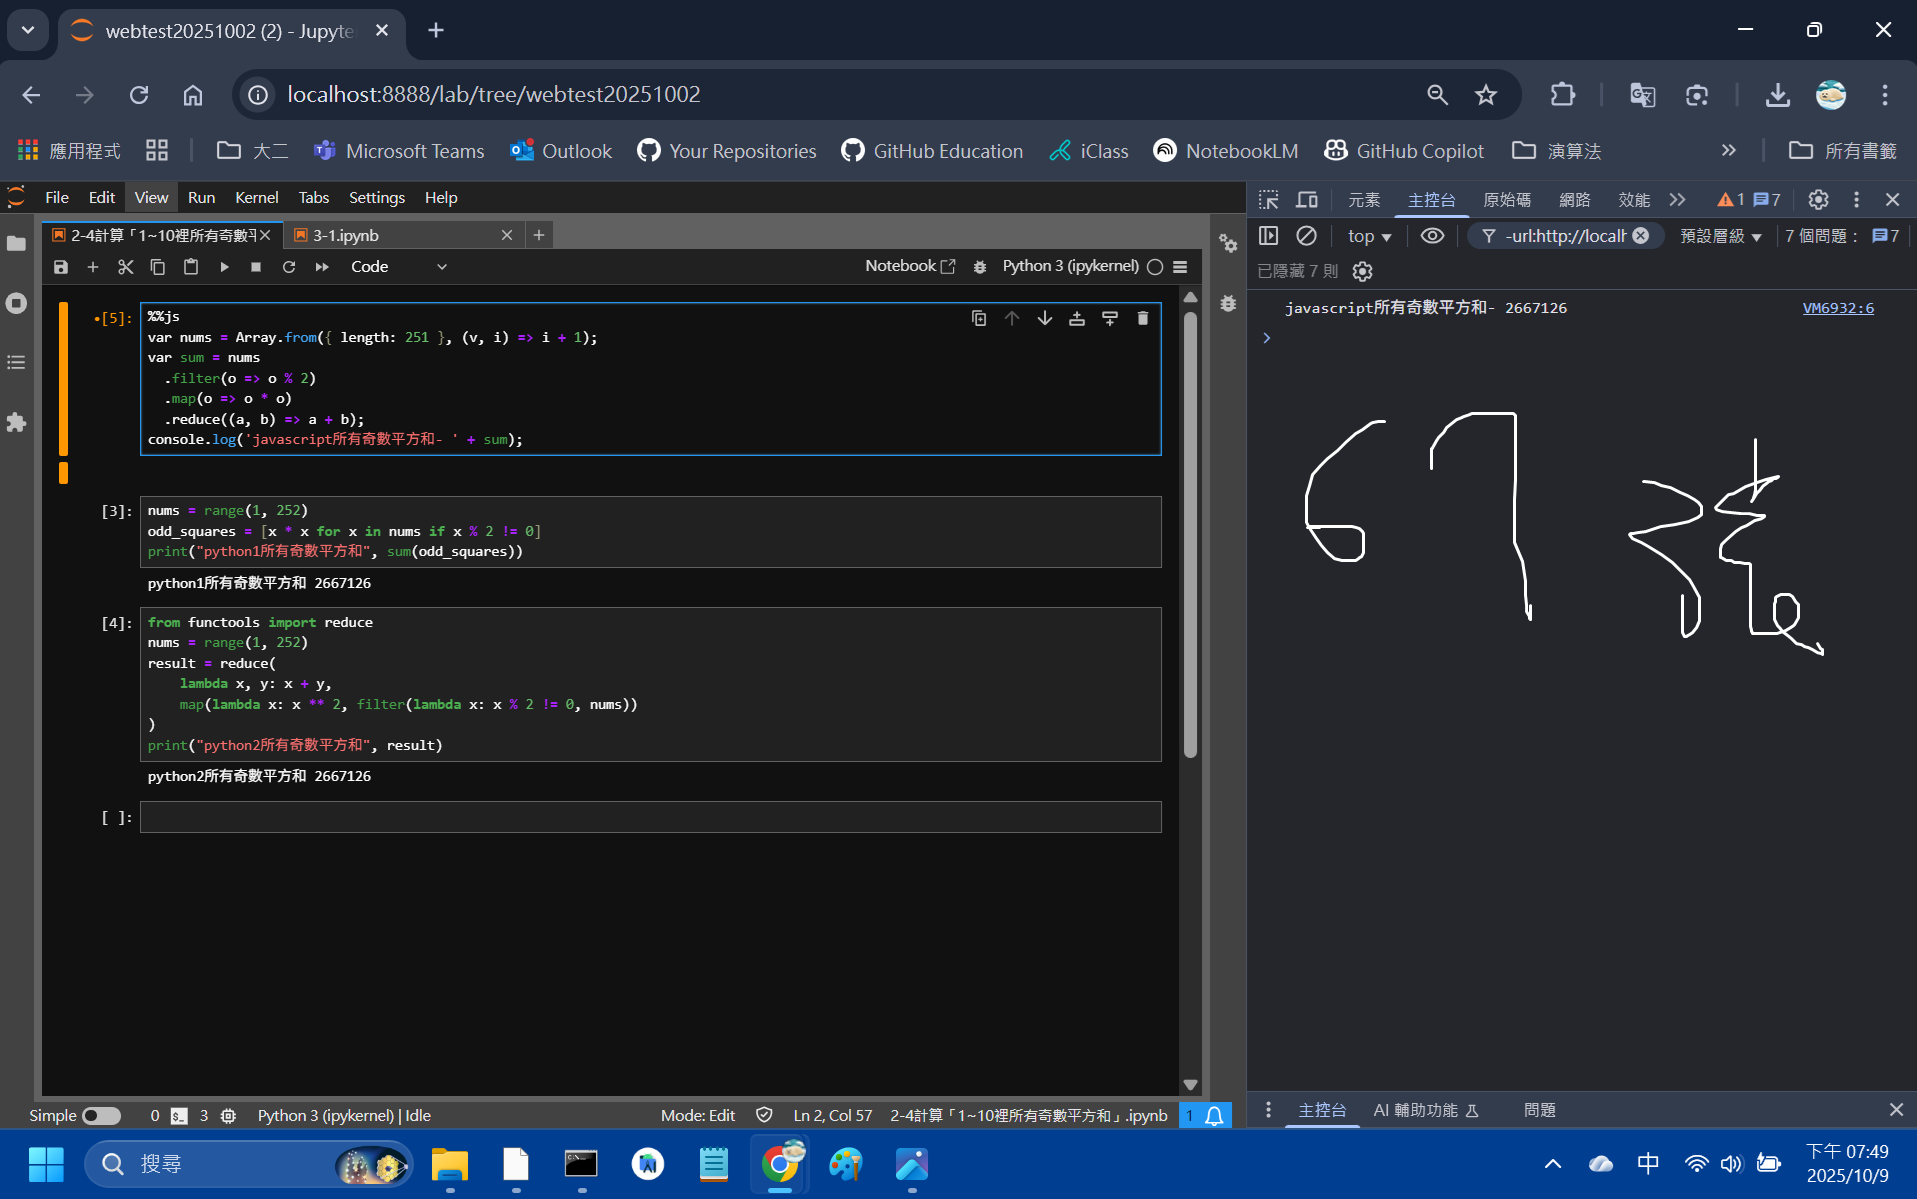 webtest20251002 (2) - Jupyte
localhost:8888/lab/tree/webtest20251002
應用程式 大二 Microsoft Teams Outlook Your Repositories GitHub Education iClass NotebookLM GitHub Copilot 演算法 所有書籤
File Edit View Run Kernel Tabs Settings Help
2-4計算「1~10裡所有奇數平 3-1.ipynb
Code Notebook Python 3 (ipykernel)
[5]:
%%js
var nums = Array.from({ length: 251 }, (v, i) => i + 1);
var sum = nums
.filter(o => o % 2)
.map(o => o * o)
.reduce((a, b) => a + b);
console.log('javascript所有奇數平方和- ' + sum);
[3]:
nums = range(1, 252)
odd_squares = [x * x for x in nums if x % 2 != 0]
print("python1所有奇數平方和", sum(odd_squares))
python1所有奇數平方和 2667126
[4]:
from functools import reduce
nums = range(1, 252)
result = reduce(
lambda x, y: x + y,
map(lambda x: x ** 2, filter(lambda x: x % 2 != 0, nums))
)
print("python2所有奇數平方和", result)
python2所有奇數平方和 2667126
[ ]:
Simple 0 3 Python 3 (ipykernel) | Idle Mode: Edit Ln 2, Col 57 2-4計算「1~10裡所有奇數平方和」.ipynb 1
元素 主控台 原始碼 網路 效能 1 7
top -url:http://localh 預設層級 7 個問題： 7
已隱藏 7 則
javascript所有奇數平方和- 2667126 VM6932:6
67
主控台 AI 輔助功能 問題
搜尋 中 下午 07:49
2025/10/9